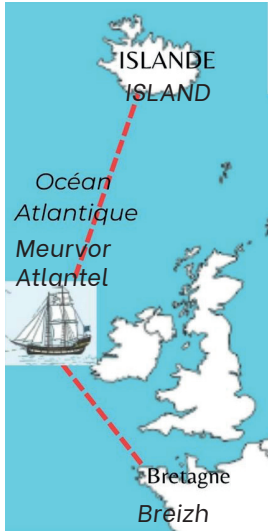 ISLANDE
ISLAND
Océan
Atlantique
Meurvor
Atlantel
Bretagne
Breizh